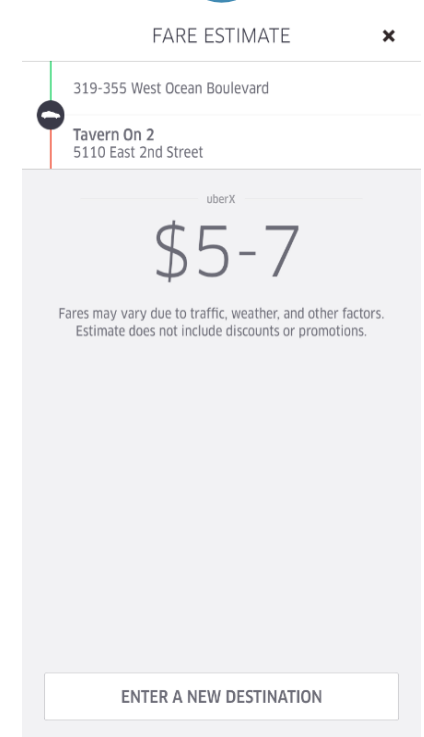 FARE ESTIMATE ×
319-355 West Ocean Boulevard
Tavern On 2
5110 East 2nd Street
uberX
$5-7
Fares may vary due to traffic, weather, and other factors.
Estimate does not include discounts or promotions.
ENTER A NEW DESTINATION